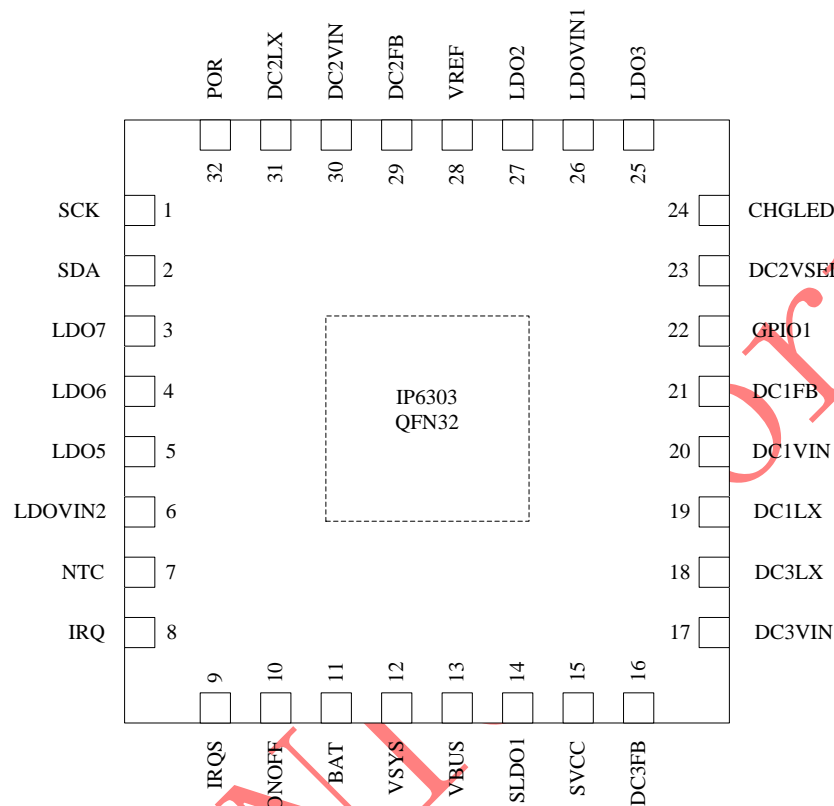 POR
DC2LX
DC2VIN
DC2FB
VREF
LDO2
LDOVIN1
LDO3
32
31
30
29
28
27
26
25
SCK 1
SDA 2
LDO7 3
LDO6 4
LDO5 5
LDOVIN2 6
NTC 7
IRQ 8
IP6303
QFN32
24 CHGLED
23 DC2VSEL
22 GPIO1
21 DC1FB
20 DC1VIN
19 DC1LX
18 DC3LX
17 DC3VIN
9
10
11
12
13
14
15
16
IRQS
ONOFF
BAT
VSYS
VBUS
SLDO1
SVCC
DC3FB